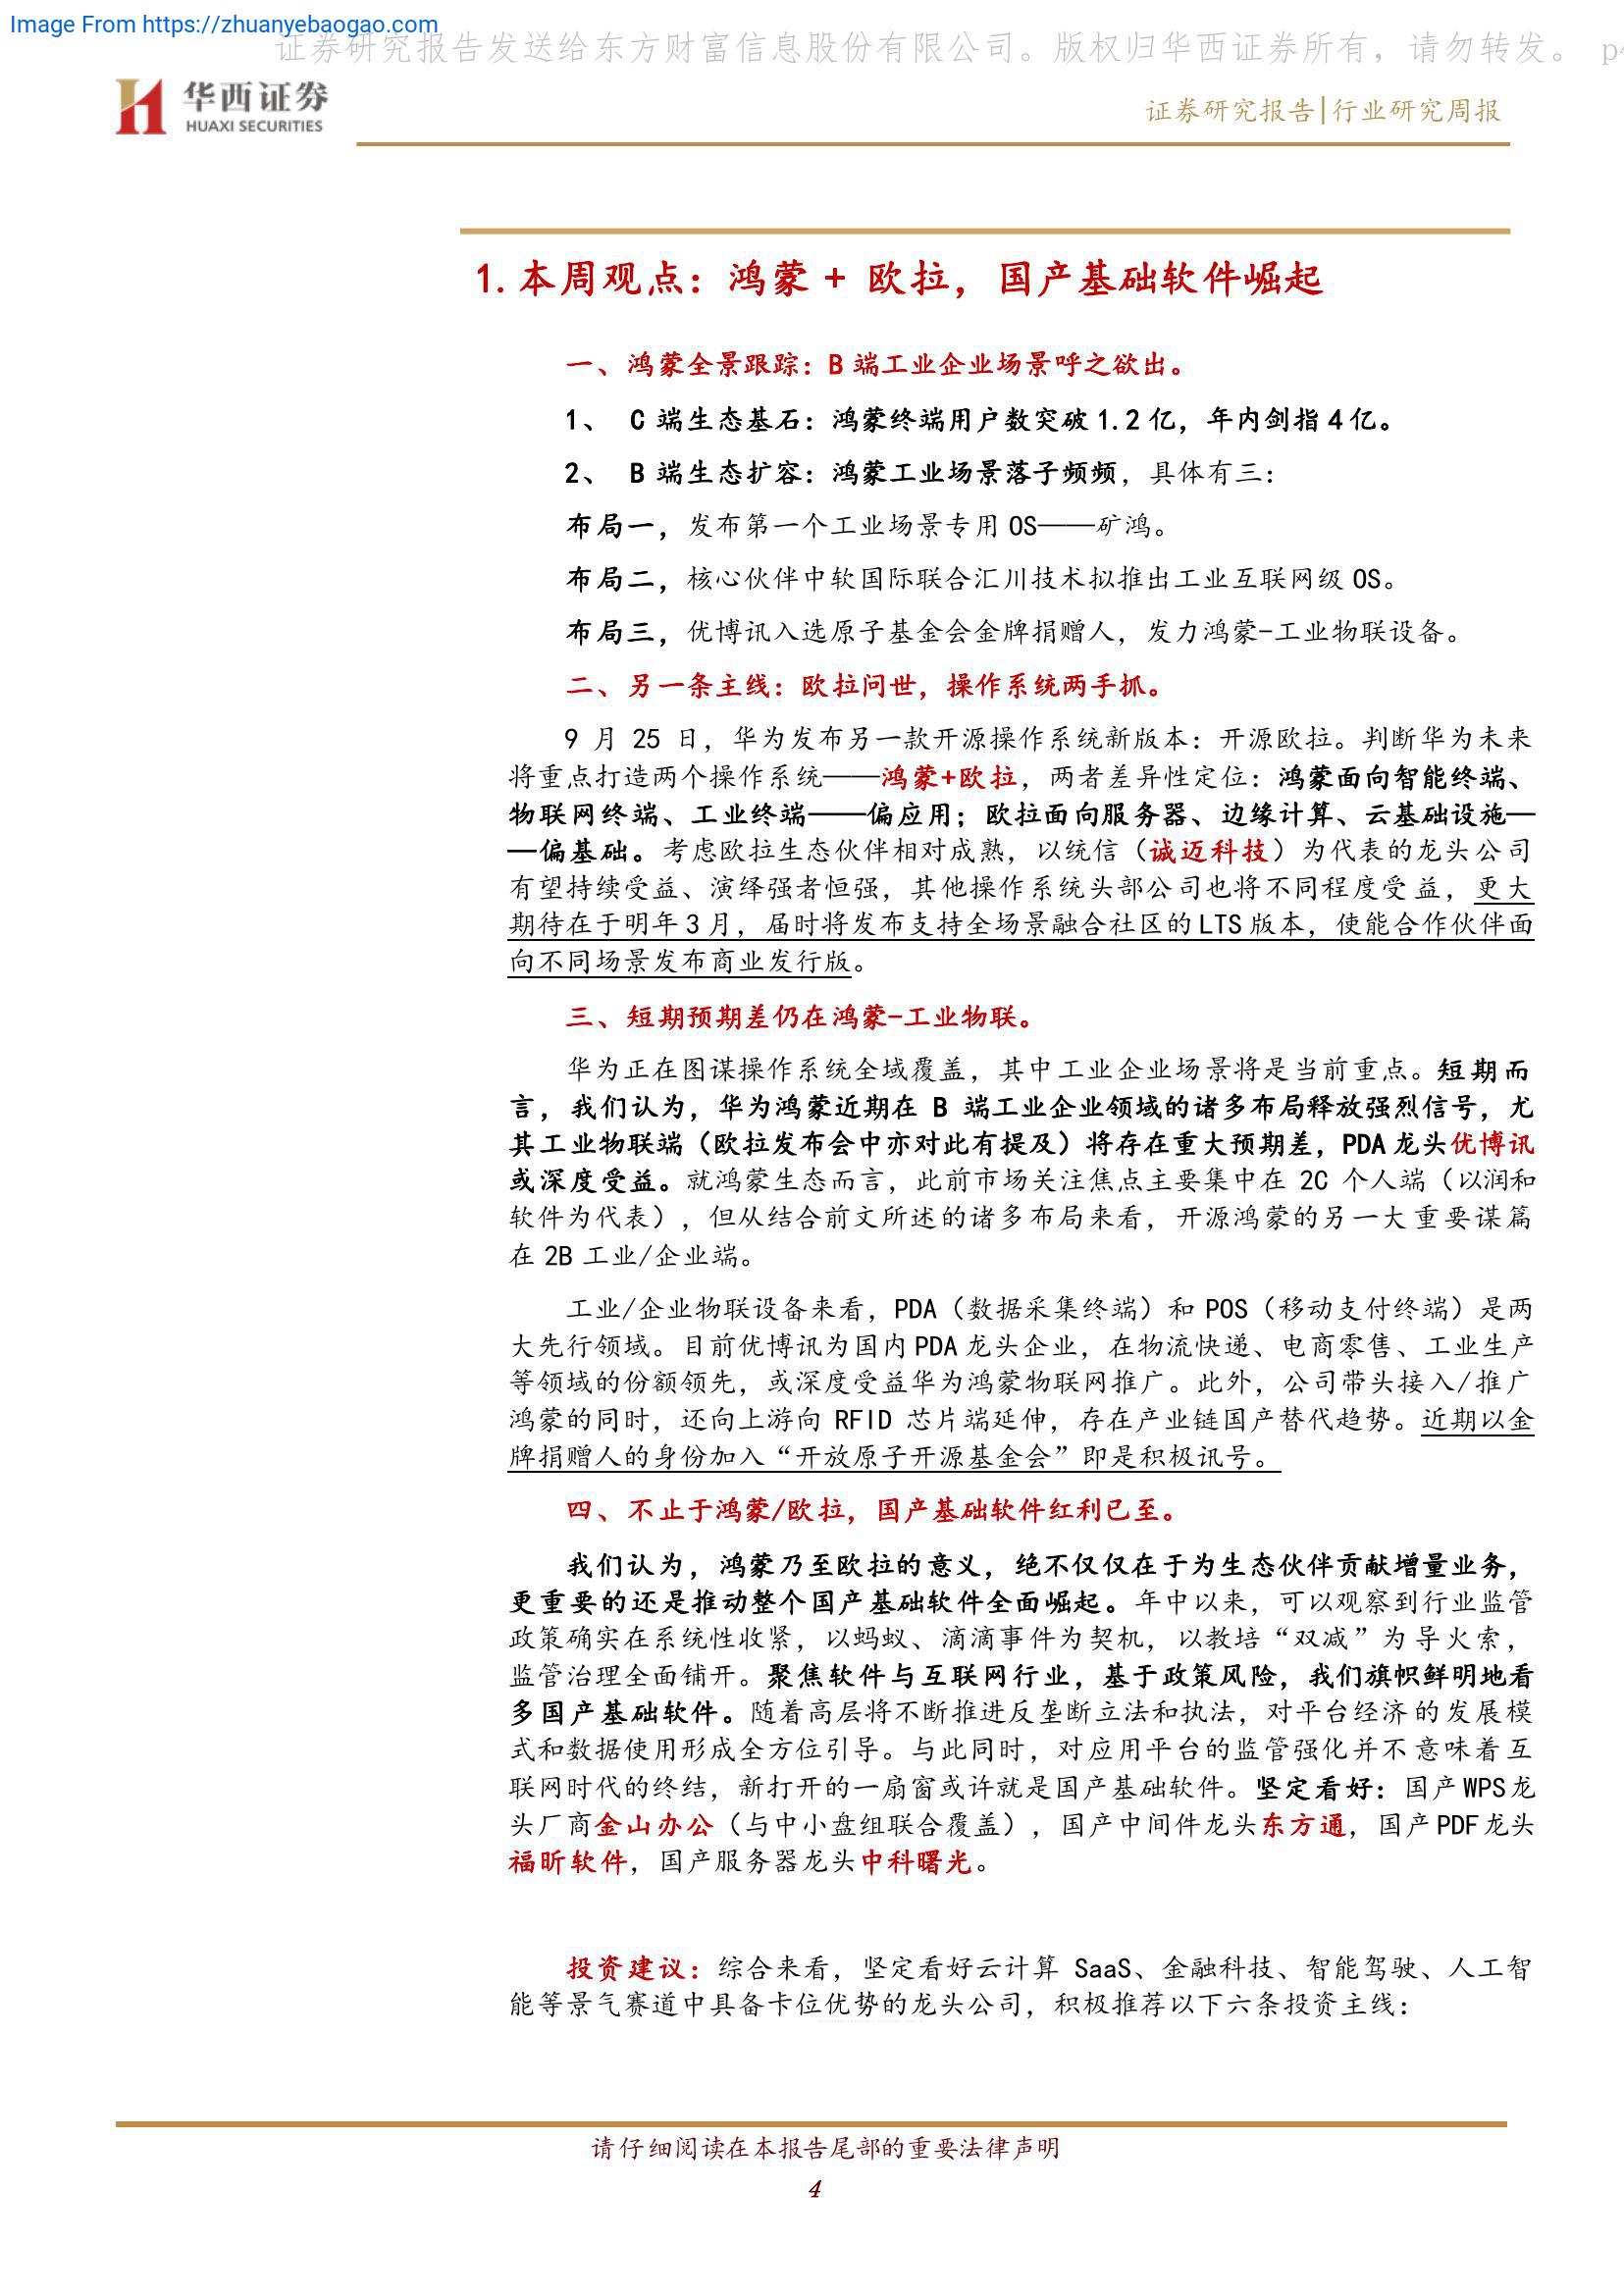 Image From https://zhuanyebaogao.com
证券研究报告发送给东方财富信息股份有限公司。版权归华西证券所有，请勿转发。 p4
华西证券
HUAXI SECURITIES
证券研究报告|行业研究周报
1.本周观点：鸿蒙 + 欧拉，国产基础软件崛起
一、鸿蒙全景跟踪：B 端工业企业场景呼之欲出。
1、 C 端生态基石：鸿蒙终端用户数突破 1.2 亿，年内剑指 4 亿。
2、 B 端生态扩容：鸿蒙工业场景落子频频，具体有三：
布局一，发布第一个工业场景专用 OS——矿鸿。
布局二，核心伙伴中软国际联合汇川技术拟推出工业互联网级 OS。
布局三，优博讯入选原子基金会金牌捐赠人，发力鸿蒙-工业物联设备。
二、另一条主线：欧拉问世，操作系统两手抓。
9 月 25 日，华为发布另一款开源操作系统新版本：开源欧拉。判断华为未来
将重点打造两个操作系统——鸿蒙+欧拉，两者差异性定位：鸿蒙面向智能终端、
物联网终端、工业终端——偏应用；欧拉面向服务器、边缘计算、云基础设施—
—偏基础。考虑欧拉生态伙伴相对成熟，以统信（诚迈科技）为代表的龙头公司
有望持续受益、演绎强者恒强，其他操作系统头部公司也将不同程度受益，更大
期待在于明年 3 月，届时将发布支持全场景融合社区的 LTS 版本，使能合作伙伴面
向不同场景发布商业发行版。
三、短期预期差仍在鸿蒙-工业物联。
华为正在图谋操作系统全域覆盖，其中工业企业场景将是当前重点。短期而
言，我们认为，华为鸿蒙近期在 B 端工业企业领域的诸多布局释放强烈信号，尤
其工业物联端（欧拉发布会中亦对此有提及）将存在重大预期差，PDA 龙头优博讯
或深度受益。就鸿蒙生态而言，此前市场关注焦点主要集中在 2C 个人端（以润和
软件为代表），但从结合前文所述的诸多布局来看，开源鸿蒙的另一大重要谋篇
在 2B 工业/企业端。
工业/企业物联设备来看，PDA（数据采集终端）和 POS（移动支付终端）是两
大先行领域。目前优博讯为国内 PDA 龙头企业，在物流快递、电商零售、工业生产
等领域的份额领先，或深度受益华为鸿蒙物联网推广。此外，公司带头接入/推广
鸿蒙的同时，还向上游向 RFID 芯片端延伸，存在产业链国产替代趋势。近期以金
牌捐赠人的身份加入“开放原子开源基金会”即是积极讯号。
四、不止于鸿蒙/欧拉，国产基础软件红利已至。
我们认为，鸿蒙乃至欧拉的意义，绝不仅仅在于为生态伙伴贡献增量业务，
更重要的还是推动整个国产基础软件全面崛起。年中以来，可以观察到行业监管
政策确实在系统性收紧，以蚂蚁、滴滴事件为契机，以教培“双减”为导火索，
监管治理全面铺开。聚焦软件与互联网行业，基于政策风险，我们旗帜鲜明地看
多国产基础软件。随着高层将不断推进反垄断立法和执法，对平台经济的发展模
式和数据使用形成全方位引导。与此同时，对应用平台的监管强化并不意味着互
联网时代的终结，新打开的一扇窗或许就是国产基础软件。坚定看好：国产 WPS 龙
头厂商金山办公（与中小盘组联合覆盖），国产中间件龙头东方通，国产 PDF 龙头
福昕软件，国产服务器龙头中科曙光。
投资建议：综合来看，坚定看好云计算 SaaS、金融科技、智能驾驶、人工智
能等景气赛道中具备卡位优势的龙头公司，积极推荐以下六条投资主线：
请仔细阅读在本报告尾部的重要法律声明
4